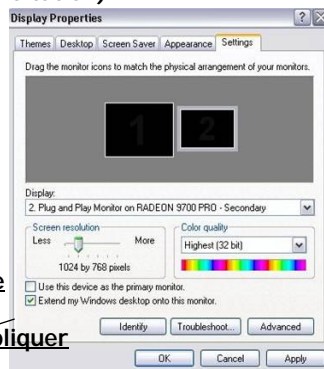 Display Properties
Themes Desktop Screen Saver Appearance Settings
Drag the monitor icons to match the physical arrangement of your monitors.
1 2
Display:
2. Plug and Play Monitor on RADEON 9700 PRO - Secondary
Screen resolution
Less More
1024 by 768 pixels
Color quality
Highest (32 bit)
Use this device as the primary monitor.
Extend my Windows desktop onto this monitor.
Identify Troubleshoot... Advanced
OK Cancel Apply